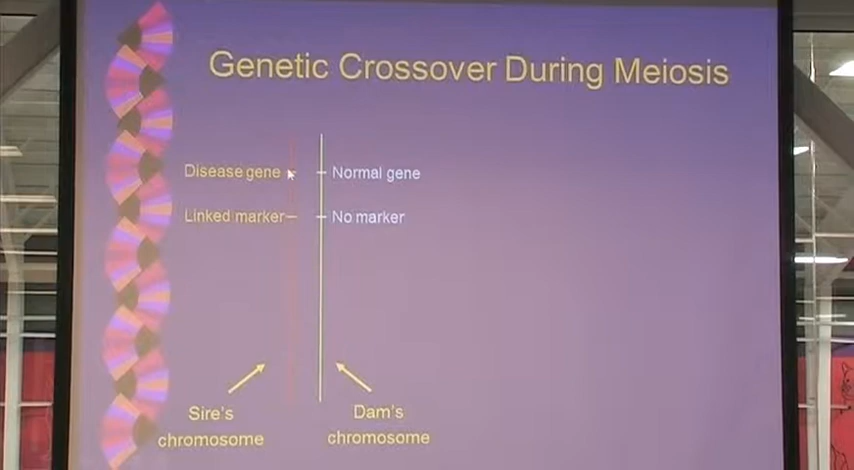 Genetic Crossover During Meiosis
Disease gene
Normal gene
Linked marker
No marker
Sire's
chromosome
Dam's
chromosome